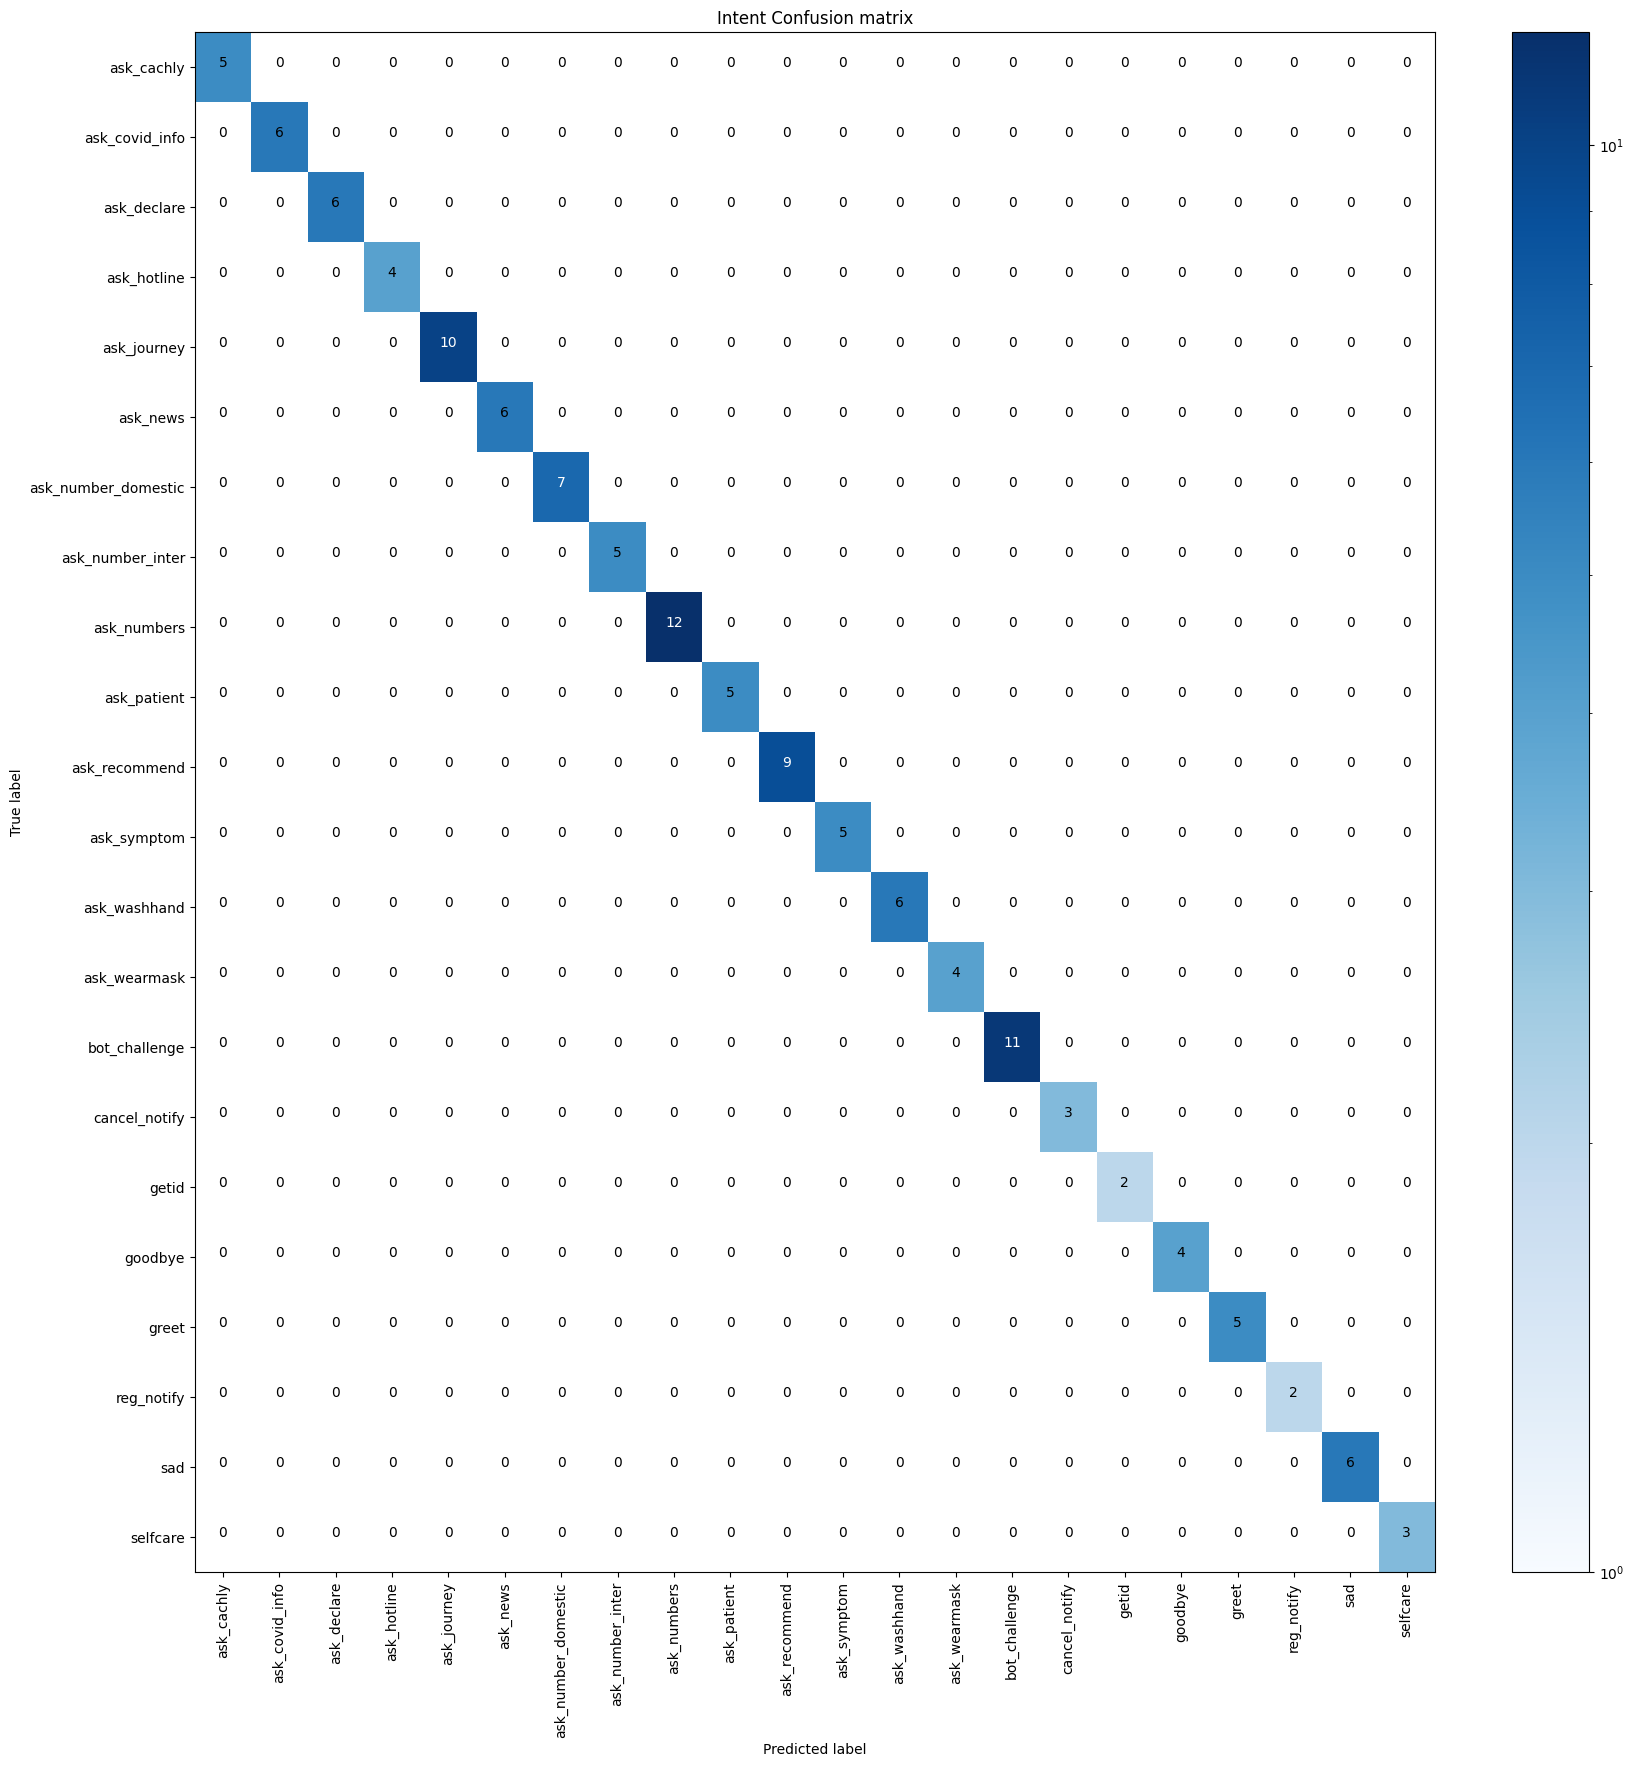 Intent Confusion matrix
ask_cachly 5 0 0 0 0 0 0 0 0 0 0 0 0 0 0 0 0 0 0 0 0 0
ask_covid_info 0 6 0 0 0 0 0 0 0 0 0 0 0 0 0 0 0 0 0 0 0 0
ask_declare 0 0 6 0 0 0 0 0 0 0 0 0 0 0 0 0 0 0 0 0 0 0
ask_hotline 0 0 0 4 0 0 0 0 0 0 0 0 0 0 0 0 0 0 0 0 0 0
ask_journey 0 0 0 0 10 0 0 0 0 0 0 0 0 0 0 0 0 0 0 0 0 0
ask_news 0 0 0 0 0 6 0 0 0 0 0 0 0 0 0 0 0 0 0 0 0 0
ask_number_domestic 0 0 0 0 0 0 7 0 0 0 0 0 0 0 0 0 0 0 0 0 0 0
ask_number_inter 0 0 0 0 0 0 0 5 0 0 0 0 0 0 0 0 0 0 0 0 0 0
ask_numbers 0 0 0 0 0 0 0 0 12 0 0 0 0 0 0 0 0 0 0 0 0 0
ask_patient 0 0 0 0 0 0 0 0 0 5 0 0 0 0 0 0 0 0 0 0 0 0
ask_recommend 0 0 0 0 0 0 0 0 0 0 9 0 0 0 0 0 0 0 0 0 0 0
ask_symptom 0 0 0 0 0 0 0 0 0 0 0 5 0 0 0 0 0 0 0 0 0 0
ask_washhand 0 0 0 0 0 0 0 0 0 0 0 0 6 0 0 0 0 0 0 0 0 0
ask_wearmask 0 0 0 0 0 0 0 0 0 0 0 0 0 4 0 0 0 0 0 0 0 0
bot_challenge 0 0 0 0 0 0 0 0 0 0 0 0 0 0 11 0 0 0 0 0 0 0
cancel_notify 0 0 0 0 0 0 0 0 0 0 0 0 0 0 0 3 0 0 0 0 0 0
getid 0 0 0 0 0 0 0 0 0 0 0 0 0 0 0 0 2 0 0 0 0 0
goodbye 0 0 0 0 0 0 0 0 0 0 0 0 0 0 0 0 0 4 0 0 0 0
greet 0 0 0 0 0 0 0 0 0 0 0 0 0 0 0 0 0 0 5 0 0 0
reg_notify 0 0 0 0 0 0 0 0 0 0 0 0 0 0 0 0 0 0 0 2 0 0
sad 0 0 0 0 0 0 0 0 0 0 0 0 0 0 0 0 0 0 0 0 6 0
selfcare 0 0 0 0 0 0 0 0 0 0 0 0 0 0 0 0 0 0 0 0 0 3
True label
ask_cachly
ask_covid_info
ask_declare
ask_hotline
ask_journey
ask_news
ask_number_domestic
ask_number_inter
ask_numbers
ask_patient
ask_recommend
ask_symptom
ask_washhand
ask_wearmask
bot_challenge
cancel_notify
getid
goodbye
greet
reg_notify
sad
selfcare
Predicted label
10¹
10⁰